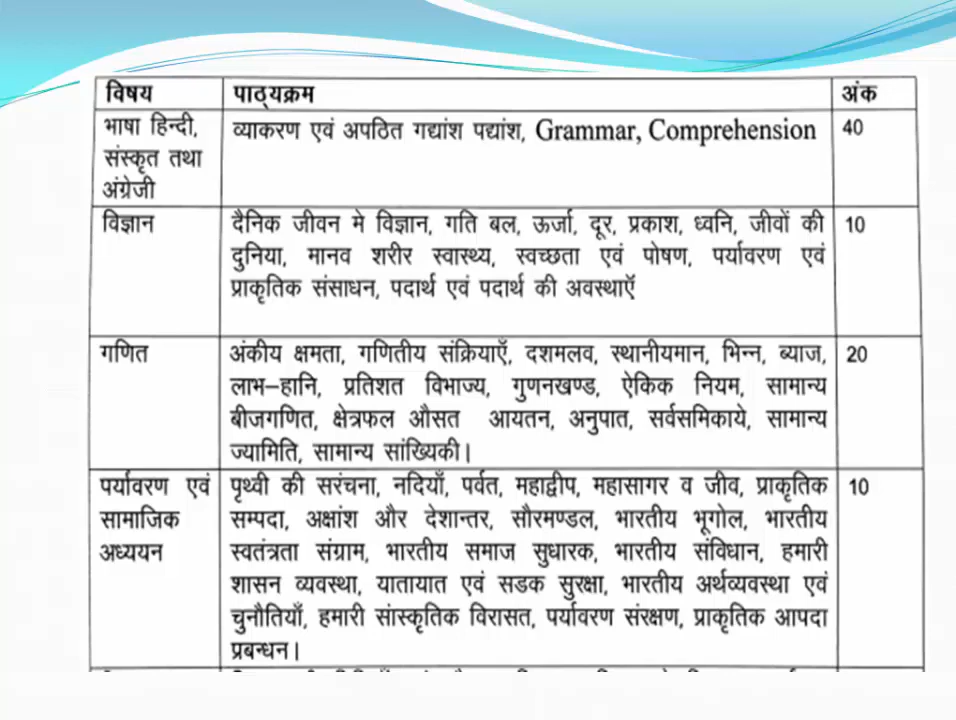 विषय पाठ्यक्रम अंक
भाषा हिन्दी, व्याकरण एवं अपठित गद्यांश पद्यांश, Grammar, Comprehension 40
संस्कृत तथा
अंग्रेजी
विज्ञान दैनिक जीवन मे विज्ञान, गति बल, ऊर्जा, दूर, प्रकाश, ध्वनि, जीवों की 10
दुनिया, मानव शरीर स्वास्थ्य, स्वच्छता एवं पोषण, पर्यावरण एवं
प्राकृतिक संसाधन, पदार्थ एवं पदार्थ की अवस्थाऍ
गणित अंकीय क्षमता, गणितीय संक्रियाऍ, दशमलव, स्थानीयमान, भिन्न, ब्याज, 20
लाभ–हानि, प्रतिशत विभाज्य, गुणनखण्ड, ऐकिक नियम, सामान्य
बीजगणित, क्षेत्रफल औसत आयतन, अनुपात, सर्वसमिकाये, सामान्य
ज्यामिति, सामान्य सांख्यिकी।
पर्यावरण एवं पृथ्वी की सरंचना, नदियाँ, पर्वत, महाद्वीप, महासागर व जीव, प्राकृतिक 10
सामाजिक सम्पदा, अक्षांश और देशान्तर, सौरमण्डल, भारतीय भूगोल, भारतीय
अध्ययन स्वतंत्रता संग्राम, भारतीय समाज सुधारक, भारतीय संविधान, हमारी
शासन व्यवस्था, यातायात एवं सडक सुरक्षा, भारतीय अर्थव्यवस्था एवं
चुनौतियाँ, हमारी सांस्कृतिक विरासत, पर्यावरण संरक्षण, प्राकृतिक आपदा
प्रबन्धन।